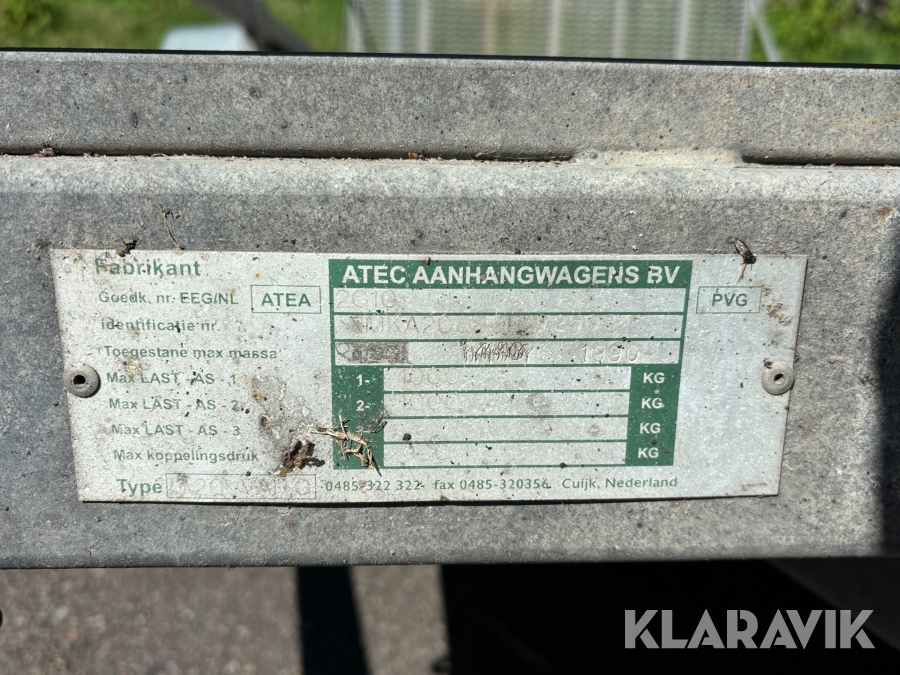 Fabrikant ATEC AANHANGWAGENS BV
Goedk. nr. EEG/NL ATEA 2C10 PVG
Identificatie nr.
Toegestane max massa 1996
Max LAST - AS - 1 1- KG
Max LAST - AS - 2 2- KG
Max LAST - AS - 3 KG
Max koppelingsdruk KG
Type 0485-322 322- fax 0485-320356 Cuijk, Nederland
KLARAVIK